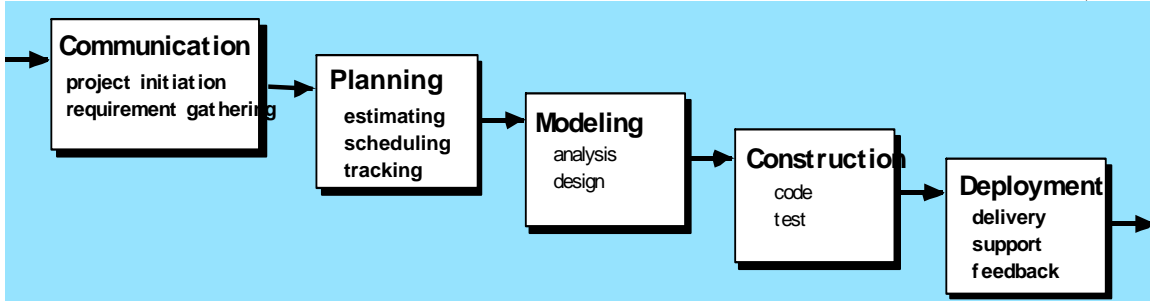 Communication
project initiation
requirement gathering
Planning
estimating
scheduling
tracking
Modeling
analysis
design
Construction
code
test
Deployment
delivery
support
feedback